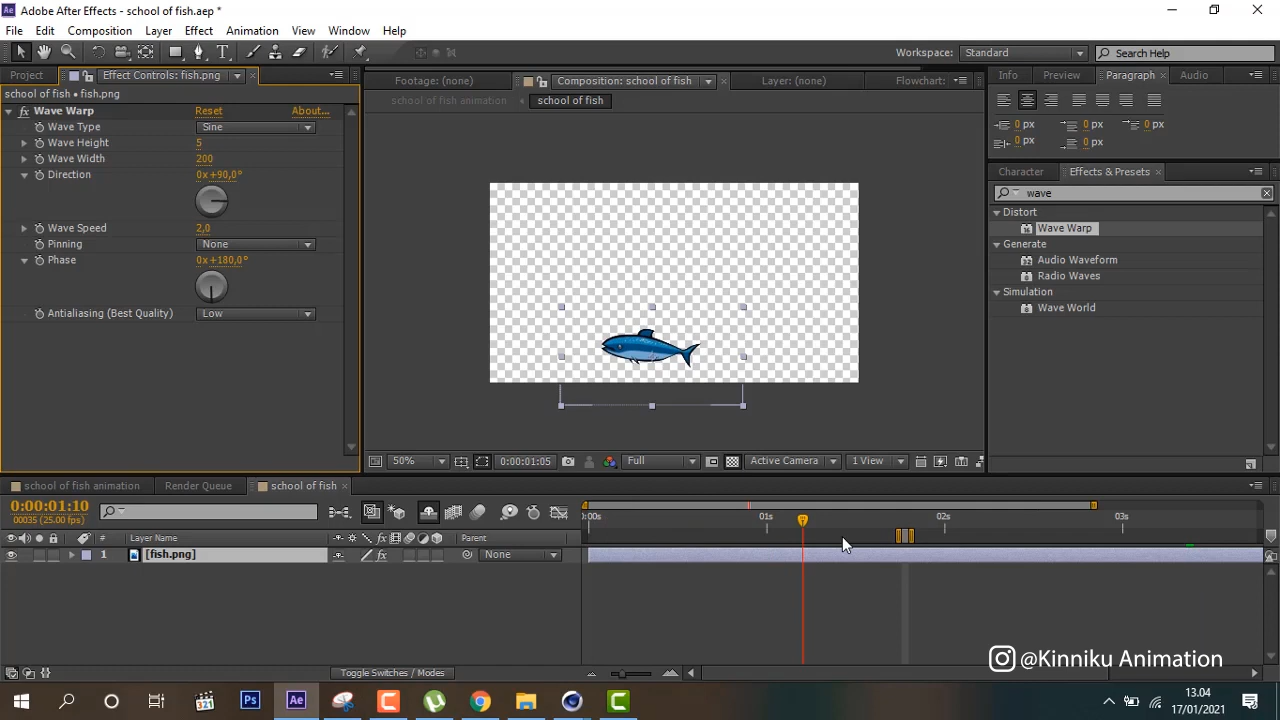 Adobe After Effects - school of fish.aep *
File Edit Composition Layer Effect Animation View Window Help
Workspace: Standard Search Help
Project Effect Controls: fish.png Footage: (none) Composition: school of fish Layer: (none) Flowchart: Info Preview Paragraph Audio
school of fish • fish.png
school of fish animation school of fish
fx Wave Warp Reset About...
Wave Type Sine
Wave Height 5
Wave Width 200
Direction 0x+90,0°
Wave Speed 2,0
Pinning None
Phase 0x+180,0°
Antialiasing (Best Quality) Low
0 px 0 px 0 px
0 px 0 px
Character Effects & Presets
wave
Distort
Wave Warp
Generate
Audio Waveform
Radio Waves
Simulation
Wave World
50% 0:00:01:05 Full Active Camera 1 View
school of fish animation Render Queue school of fish
0:00:01:10
00035 (25.00 fps)
:00s 01s 02s 03s
# Layer Name fx Parent
1 [fish.png] fx None
Toggle Switches / Modes
@Kinniku Animation
321 Ps Ae
13.04
17/01/2021